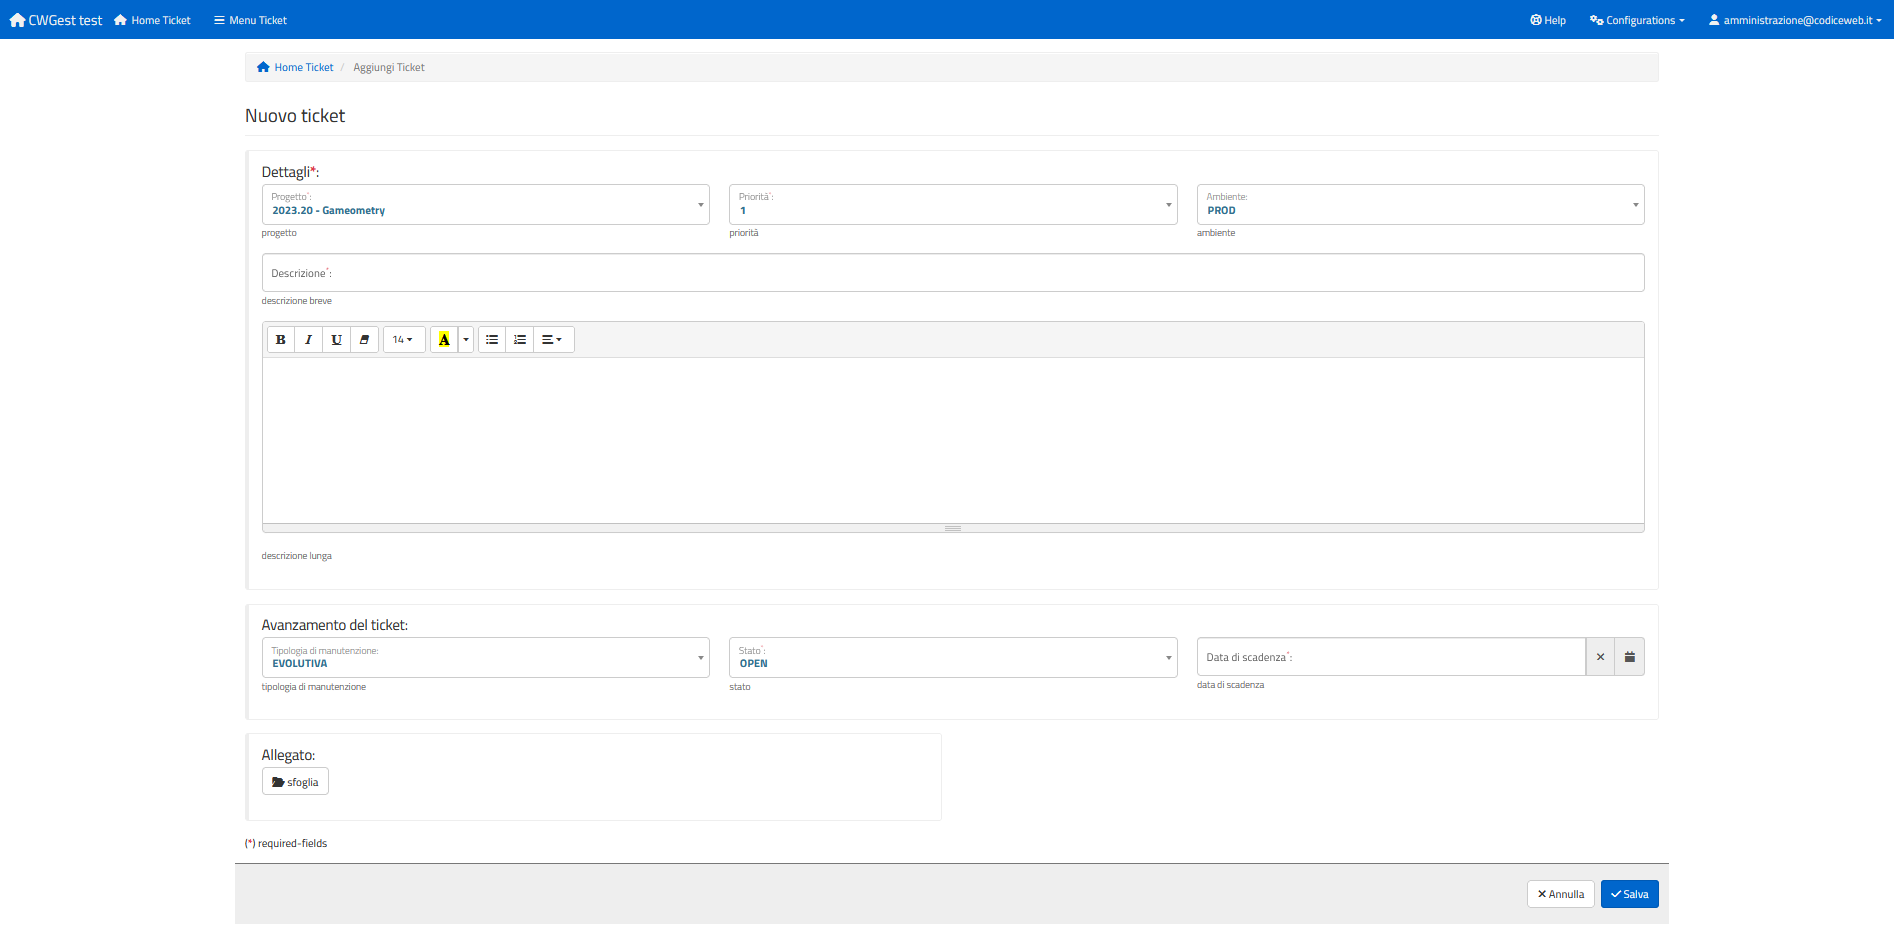 CWGest test Home Ticket Menu Ticket Help Configurations amministrazione@codiceweb.it
Home Ticket / Aggiungi Ticket
Nuovo ticket
Dettagli*:
Progetto*: Priorità*: Ambiente:
2023.20 - Gameometry 1 PROD
progetto priorità ambiente
Descrizione*:
descrizione breve
B I U 14 A
descrizione lunga
Avanzamento del ticket:
Tipologia di manutenzione: Stato*:
EVOLUTIVA OPEN Data di scadenza*:
tipologia di manutenzione stato data di scadenza
Allegato:
sfoglia
(*) required-fields
Annulla Salva